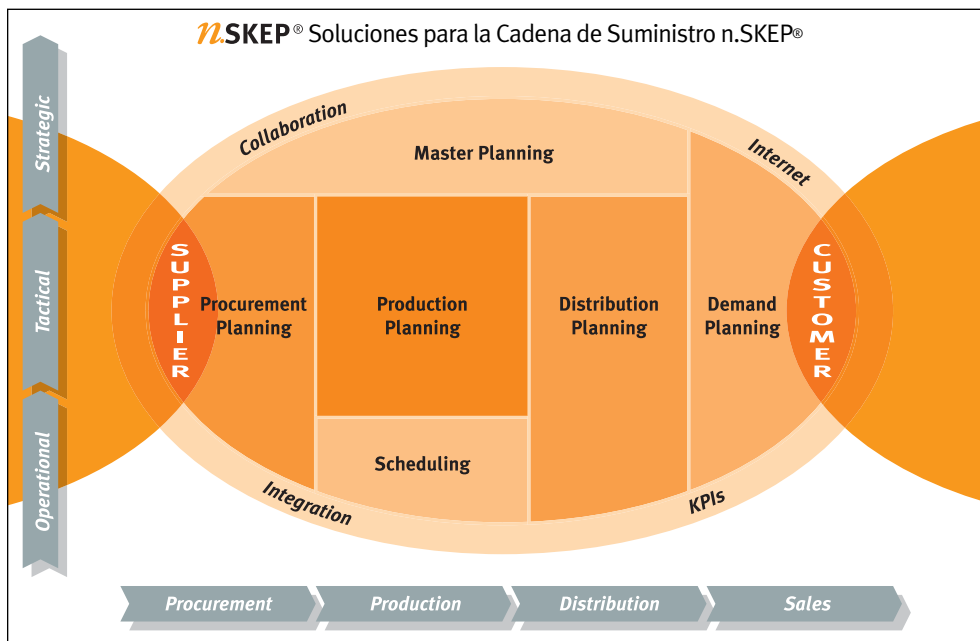 n.SKEP® Soluciones para la Cadena de Suministro n.SKEP®
Strategic
Tactical
Operational
Collaboration
Internet
Master Planning
SUPPLIER
Procurement
Planning
Production
Planning
Distribution
Planning
Demand
Planning
CUSTOMER
Scheduling
Integration
KPIs
Procurement
Production
Distribution
Sales